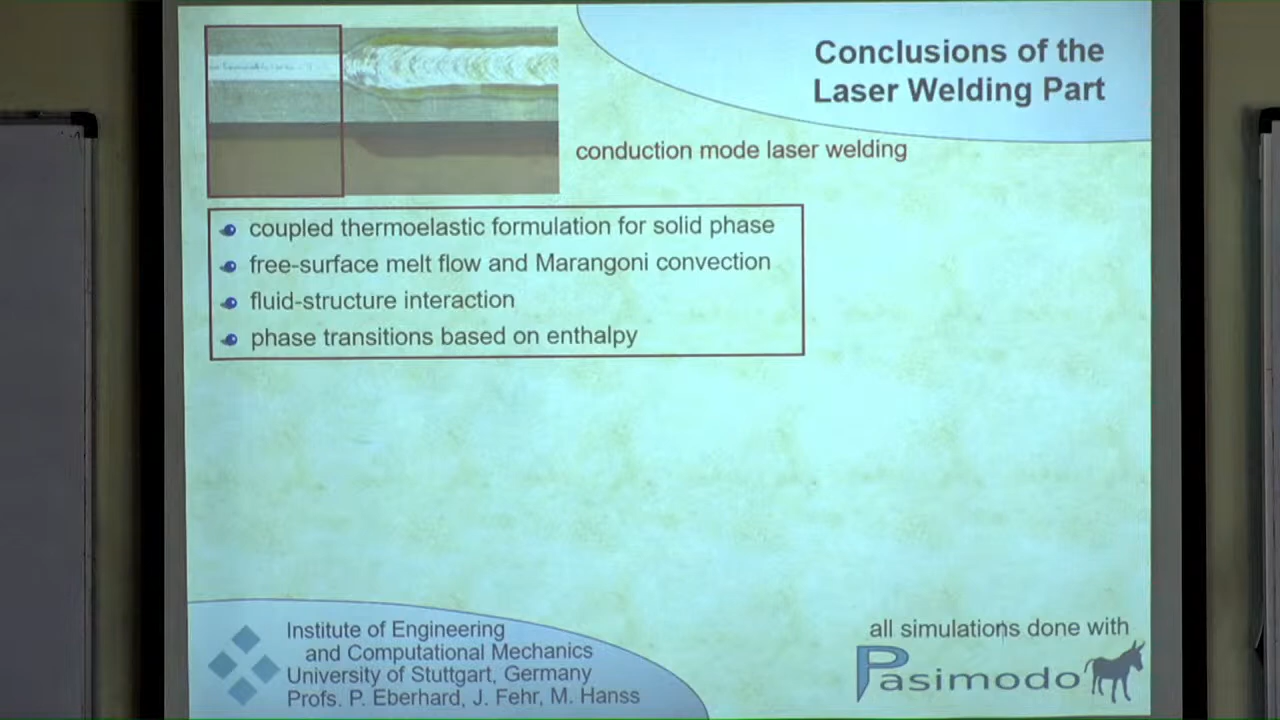 Conclusions of the
Laser Welding Part
conduction mode laser welding
coupled thermoelastic formulation for solid phase
free-surface melt flow and Marangoni convection
fluid-structure interaction
phase transitions based on enthalpy
Institute of Engineering
and Computational Mechanics
University of Stuttgart, Germany
Profs. P. Eberhard, J. Fehr, M. Hanss
all simulations done with
Pasimodo